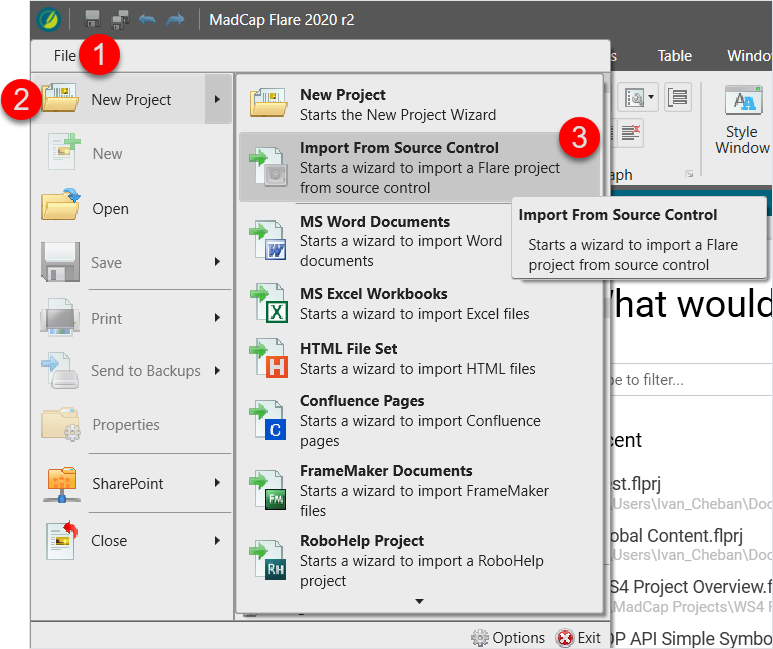 MadCap Flare 2020 r2
File
1
s
Table
Windo
2
New Project
New
Open
Save
Print
Send to Backups
Properties
SharePoint
Close
New Project
Starts the New Project Wizard
Import From Source Control
3
Starts a wizard to import a Flare project
from source control
MS Word Documents
Starts a wizard to import Word
documents
MS Excel Workbooks
Starts a wizard to import Excel files
HTML File Set
Starts a wizard to import HTML files
Confluence Pages
Starts a wizard to import Confluence
pages
FrameMaker Documents
Starts a wizard to import FrameMaker
files
RoboHelp Project
Starts a wizard to import a RoboHelp
project
Style
Window
aph
Import From Source Control
Starts a wizard to import a Flare
project from source control
hat would
pe to filter...
cent
st.flprj
\Users\Ivan_Cheban\Doc
obal Content.flprj
\Users\Ivan_Cheban\Doc
S4 Project Overview.f
\MadCap Projects\WS4 F
OP API Simple Symbo
Options
Exit